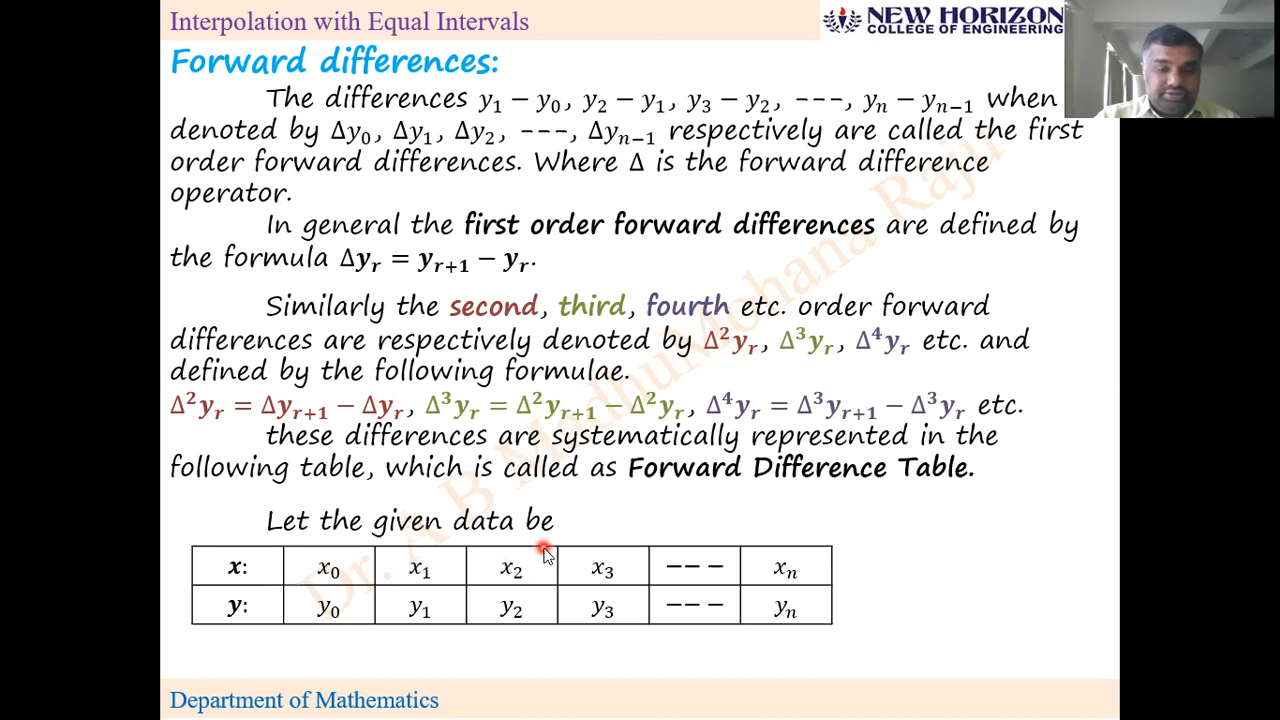 Interpolation with Equal Intervals
NEW HORIZON
COLLEGE OF ENGINEERING
Forward differences:
The differences y₁ − y₀, y₂ − y₁, y₃ − y₂, −−−, yₙ − yₙ₋₁ when
denoted by Δy₀, Δy₁, Δy₂, −−−, Δyₙ₋₁ respectively are called the first
order forward differences. Where Δ is the forward difference
operator.
In general the first order forward differences are defined by
the formula Δyᵣ = yᵣ₊₁ − yᵣ.
Similarly the second, third, fourth etc. order forward
differences are respectively denoted by Δ²yᵣ, Δ³yᵣ, Δ⁴yᵣ etc. and
defined by the following formulae.
Δ²yᵣ = Δyᵣ₊₁ − Δyᵣ, Δ³yᵣ = Δ²yᵣ₊₁ − Δ²yᵣ, Δ⁴yᵣ = Δ³yᵣ₊₁ − Δ³yᵣ etc.
these differences are systematically represented in the
following table, which is called as Forward Difference Table.
Let the given data be
x: x₀ x₁ x₂ x₃ −−− xₙ
y: y₀ y₁ y₂ y₃ −−− yₙ
Dr. A B MadhuMohana Raju
Department of Mathematics